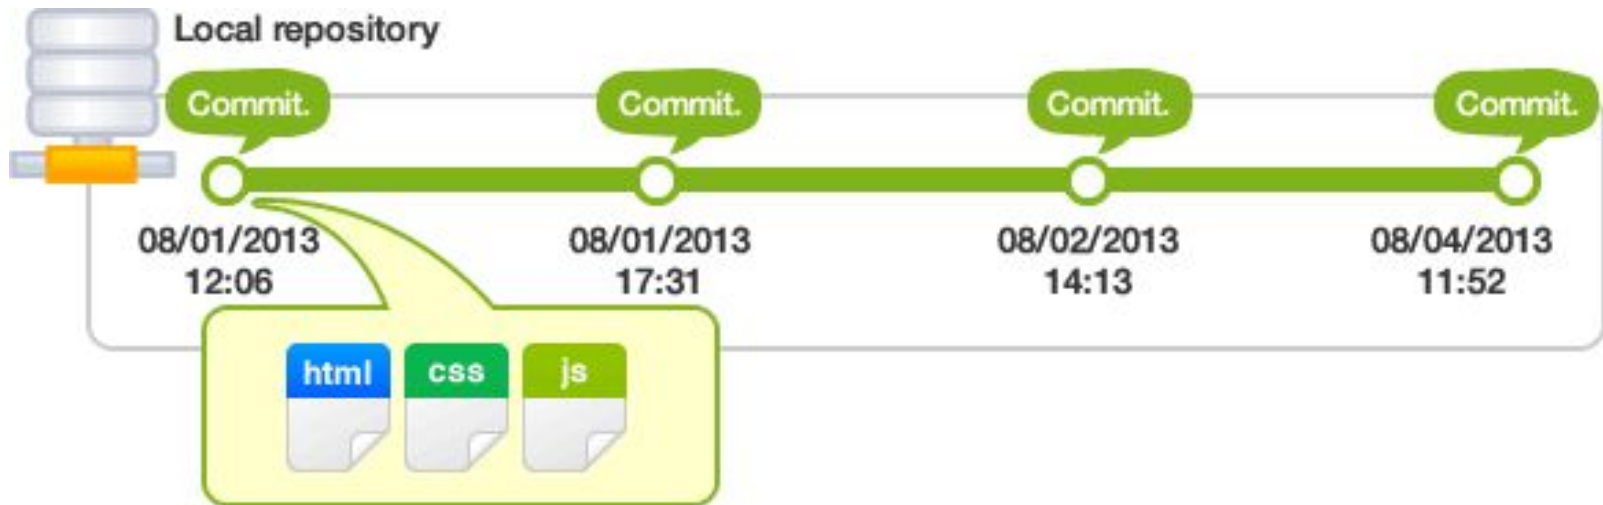 Local repository
Commit.
Commit.
Commit.
Commit.
08/01/2013
12:06
08/01/2013
17:31
08/02/2013
14:13
08/04/2013
11:52
html
css
js